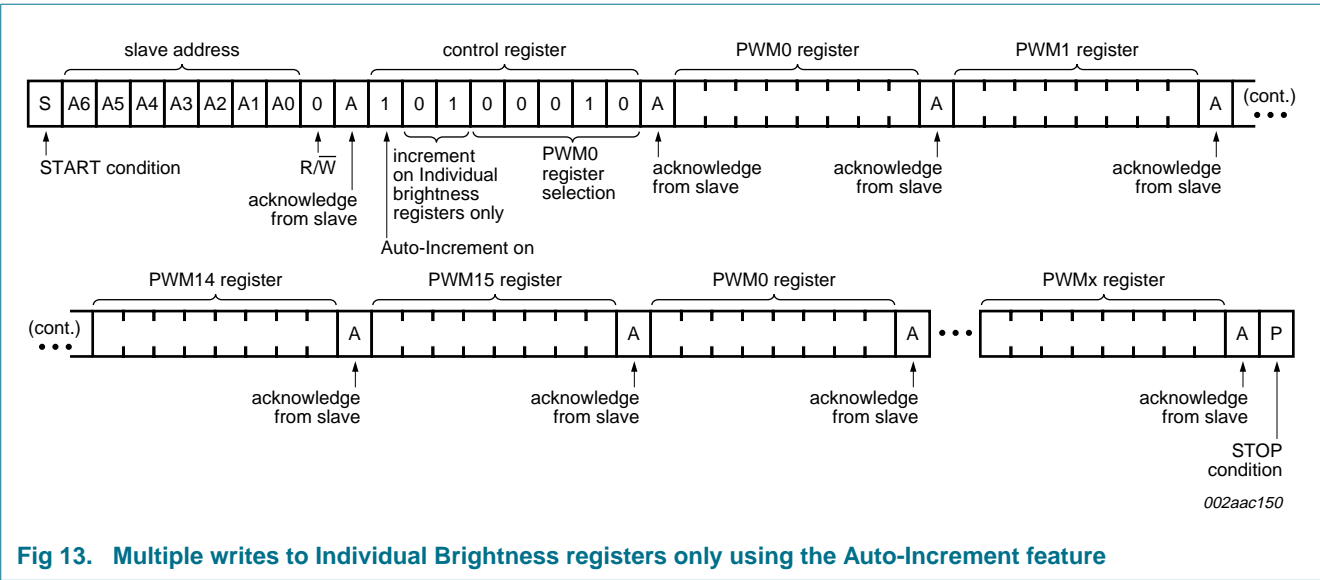 slave address control register PWM0 register PWM1 register
S A6 A5 A4 A3 A2 A1 A0 0 A 1 0 1 0 0 0 1 0 A A A (cont.)
START condition
R/W̅
acknowledge
from slave
Auto-Increment on
increment
on Individual
brightness
registers only
PWM0
register
selection
acknowledge
from slave
acknowledge
from slave
acknowledge
from slave
PWM14 register PWM15 register PWM0 register PWMx register
(cont.) A A A A P
acknowledge
from slave
acknowledge
from slave
acknowledge
from slave
acknowledge
from slave
STOP
condition
002aac150
Fig 13. Multiple writes to Individual Brightness registers only using the Auto-Increment feature